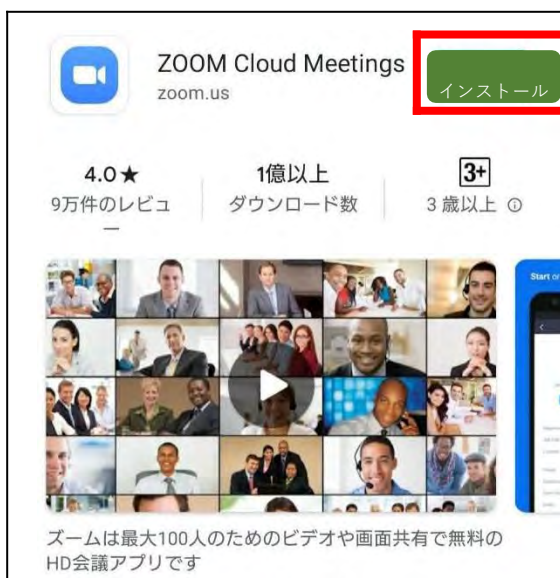 ZOOM Cloud Meetings
zoom.us
インストール
4.0★
9万件のレビュー
1億以上
ダウンロード数
3+
3 歳以上
Start or
ズームは最大100人のためのビデオや画面共有で無料の
HD会議アプリです